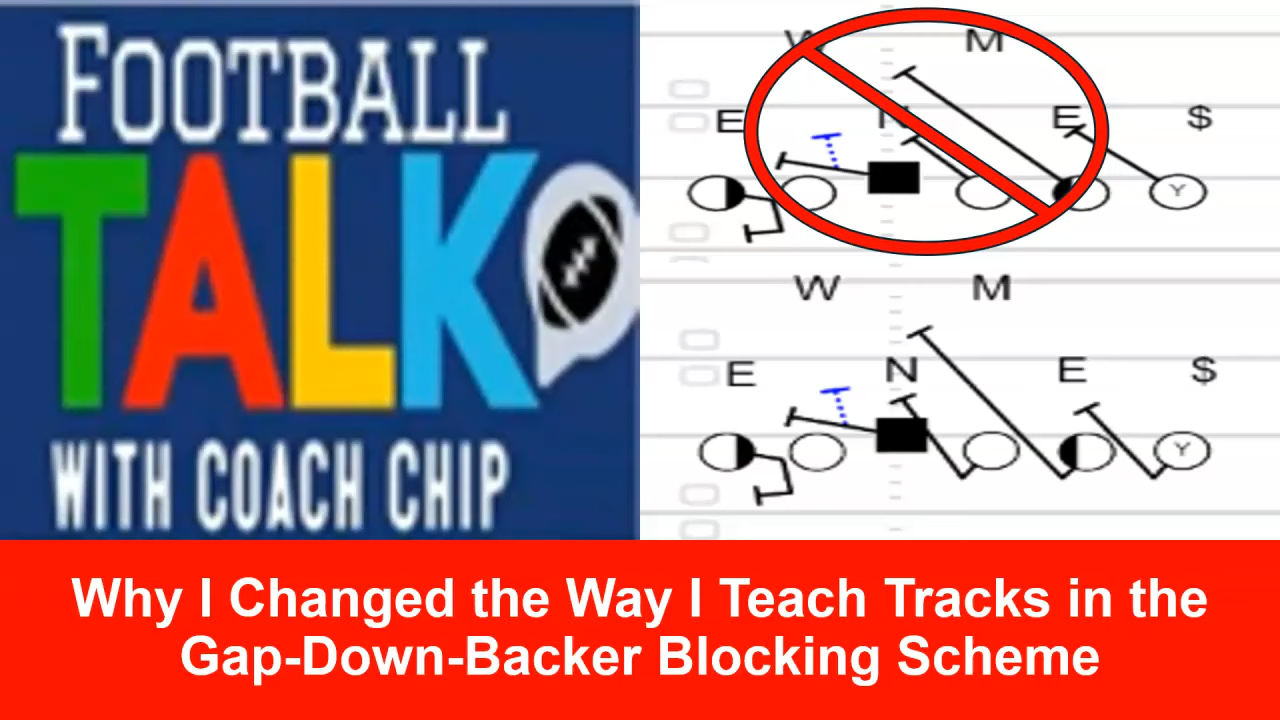 FOOTBALL
TALK
WITH COACH CHIP
W M
E N E $
Y
W M
E N E $
Y
Why I Changed the Way I Teach Tracks in the
Gap-Down-Backer Blocking Scheme